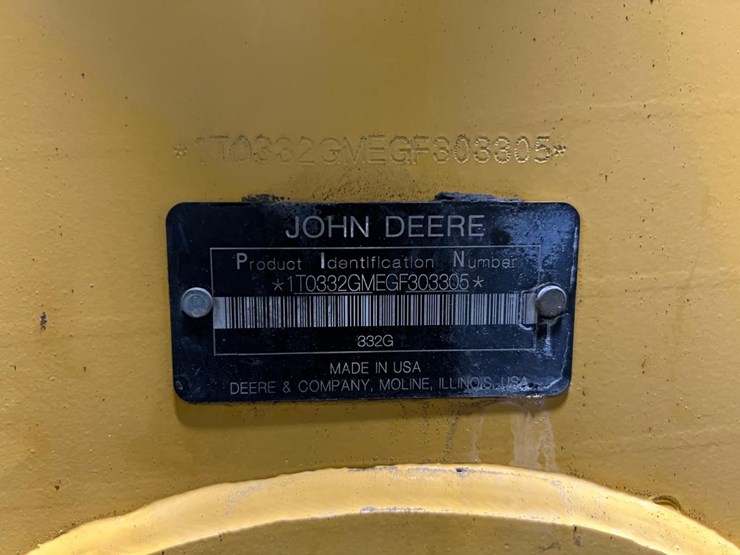 *1T0332GMEGF303305*
JOHN DEERE
Product Identification Number
*1T0332GMEGF303305*
332G
MADE IN USA
DEERE & COMPANY, MOLINE, ILLINOIS, USA